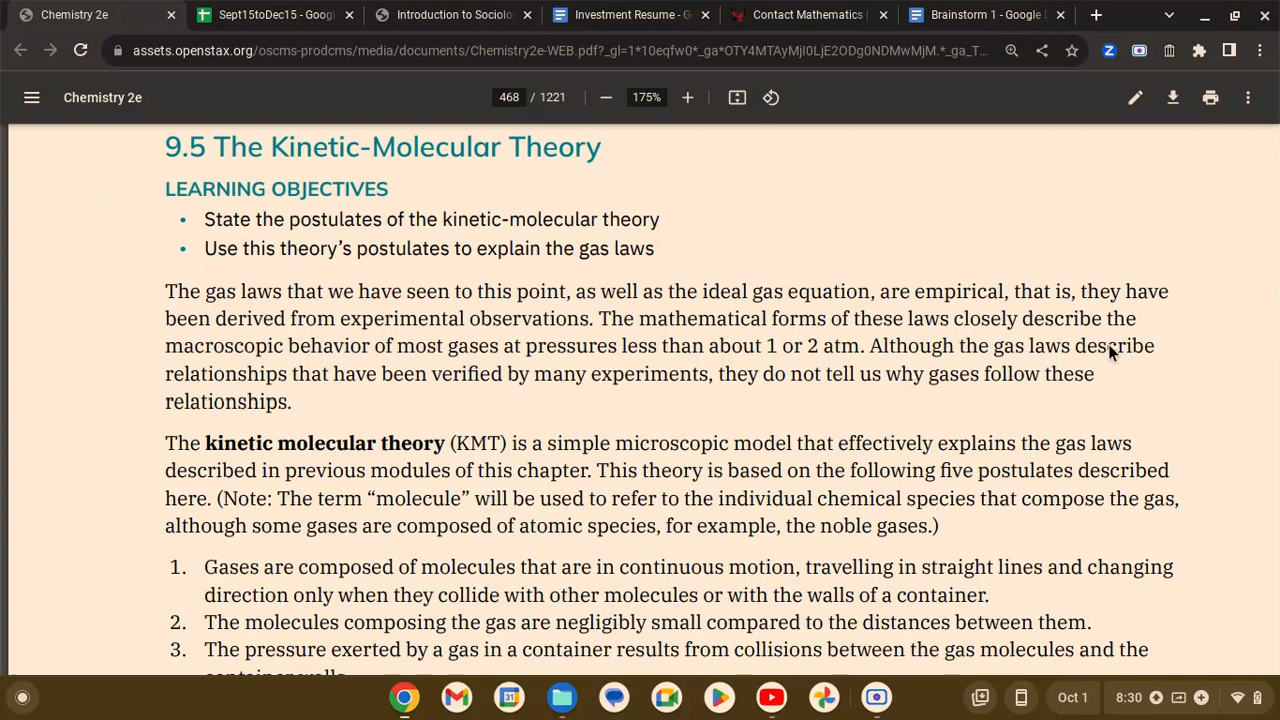 Chemistry 2e
Sept15toDec15 - Googl
Introduction to Sociolo
Investment Resume - G
Contact Mathematics |
Brainstorm 1 - Google D
assets.openstax.org/oscms-prodcms/media/documents/Chemistry2e-WEB.pdf?_gl=1*10eqfw0*_ga*OTY4MTAyMjI0LjE2ODg0NDMwMjM.*_ga_T...
Chemistry 2e
468 / 1221
175%
9.5 The Kinetic-Molecular Theory
LEARNING OBJECTIVES
• State the postulates of the kinetic-molecular theory
• Use this theory’s postulates to explain the gas laws
The gas laws that we have seen to this point, as well as the ideal gas equation, are empirical, that is, they have
been derived from experimental observations. The mathematical forms of these laws closely describe the
macroscopic behavior of most gases at pressures less than about 1 or 2 atm. Although the gas laws describe
relationships that have been verified by many experiments, they do not tell us why gases follow these
relationships.
The kinetic molecular theory (KMT) is a simple microscopic model that effectively explains the gas laws
described in previous modules of this chapter. This theory is based on the following five postulates described
here. (Note: The term “molecule” will be used to refer to the individual chemical species that compose the gas,
although some gases are composed of atomic species, for example, the noble gases.)
1. Gases are composed of molecules that are in continuous motion, travelling in straight lines and changing
direction only when they collide with other molecules or with the walls of a container.
2. The molecules composing the gas are negligibly small compared to the distances between them.
3. The pressure exerted by a gas in a container results from collisions between the gas molecules and the
container walls.
31
Oct 1
8:30